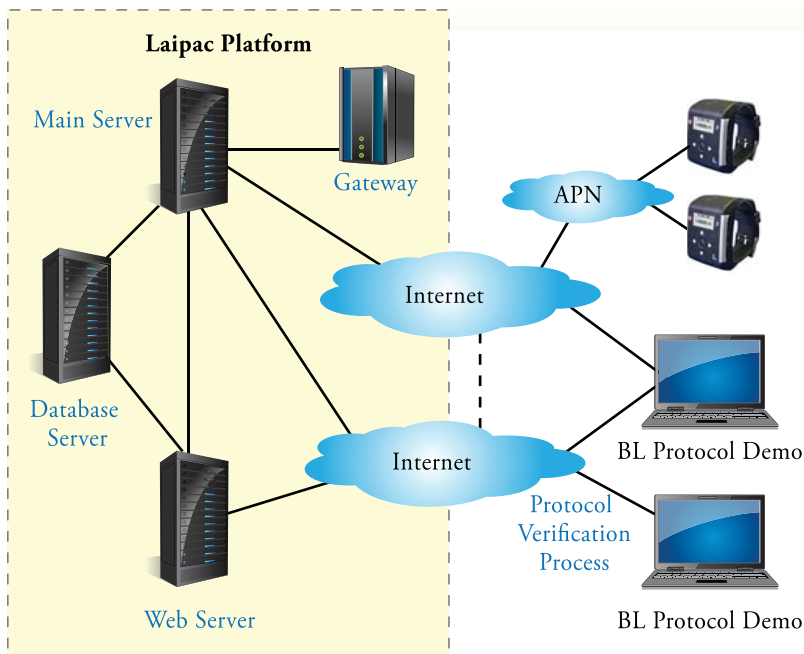 Laipac Platform
Main Server
Gateway
APN
Internet
Database
Server
BL Protocol Demo
Internet
Protocol
Verification
Process
Web Server
BL Protocol Demo